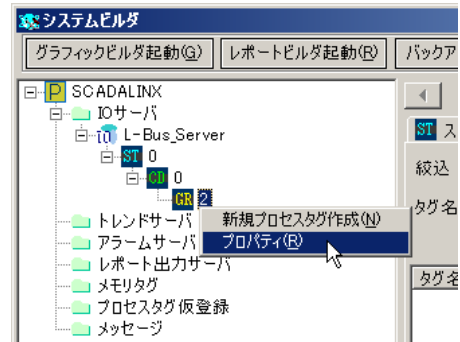 システムビルダ
グラフィックビルダ起動(G) レポートビルダ起動(R) バックア
P SCADALINX
IOサーバ
IO L-Bus_Server
ST 0
CD 0
GR 2
トレンドサーバ
アラームサーバ
レポート出力サーバ
メモリタグ
プロセスタグ仮登録
メッセージ
新規プロセスタグ作成(N)
プロパティ(R)
ST ス
絞込
タグ名
タグ名